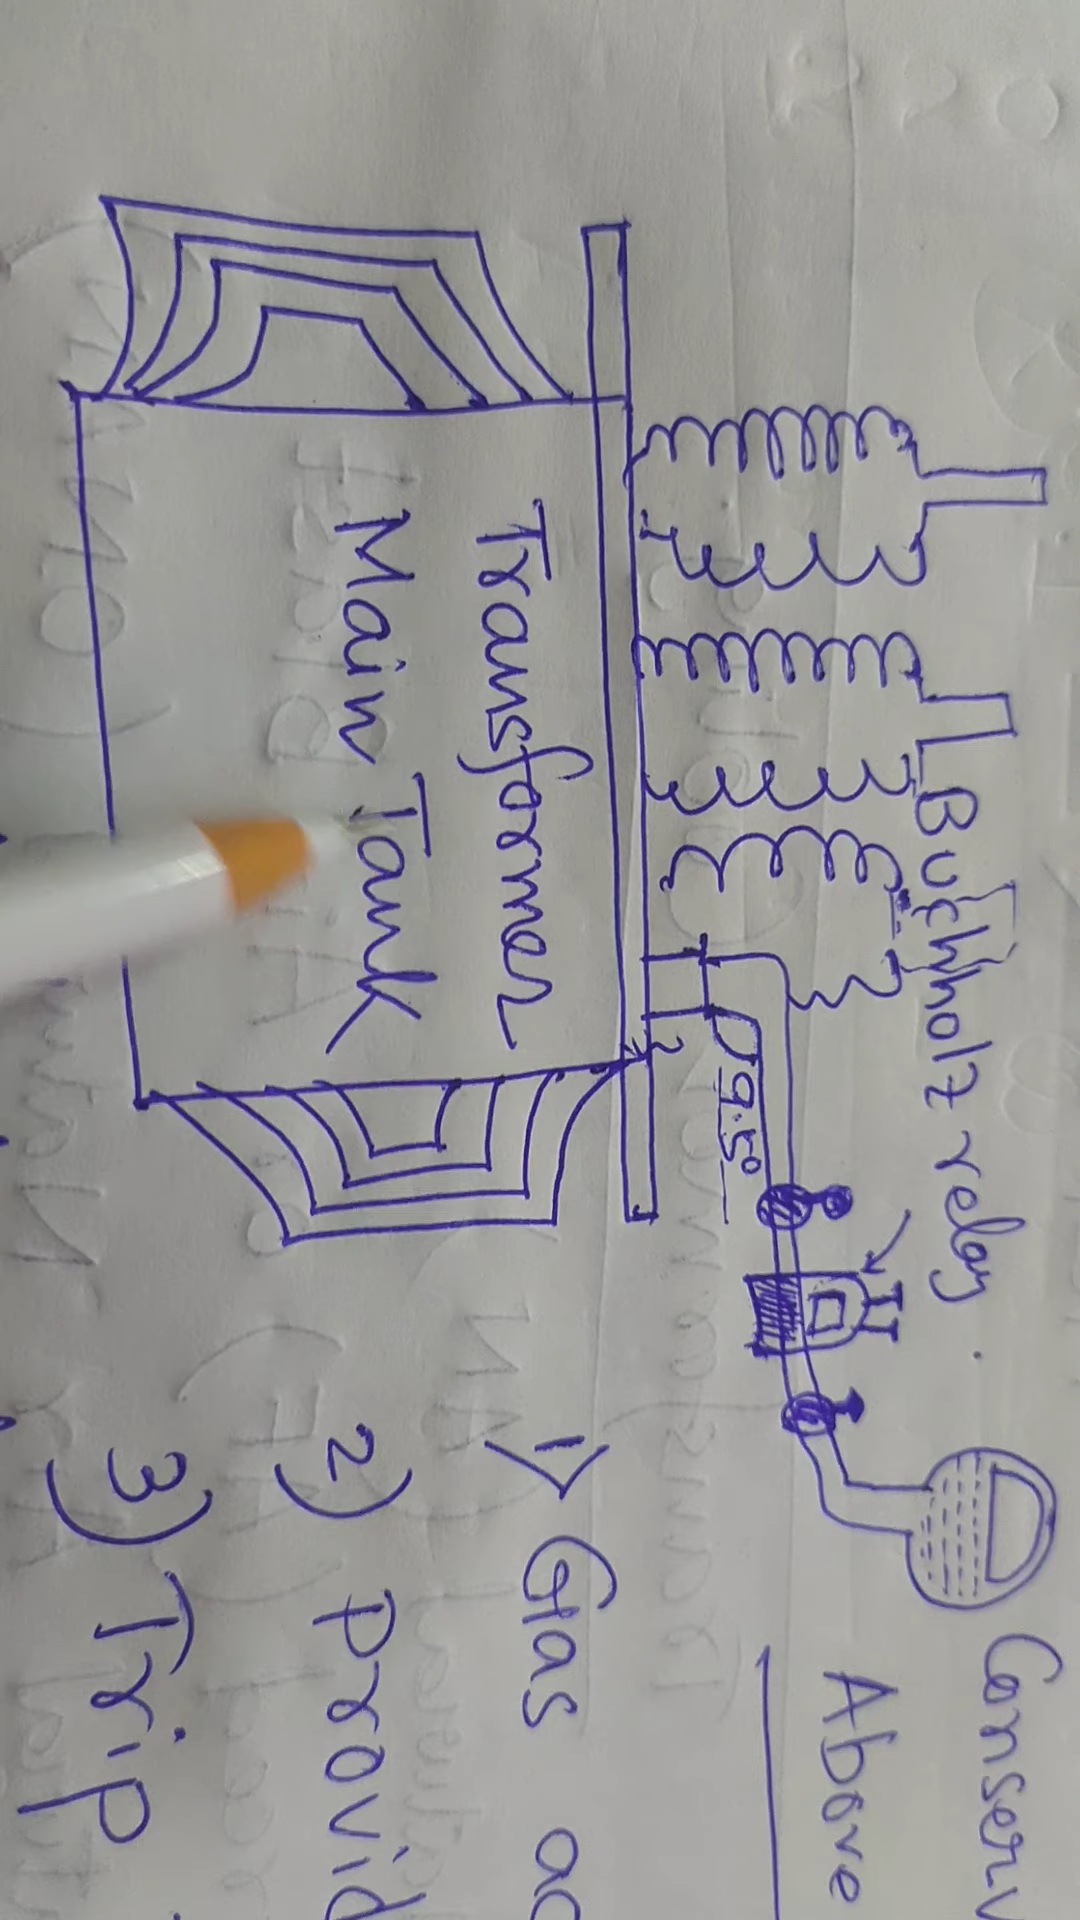 Buchholz relay.
Conserv
Above
9.5°
Transformer
Main Tank
1) Gas ac
2) Provid
3) Trip